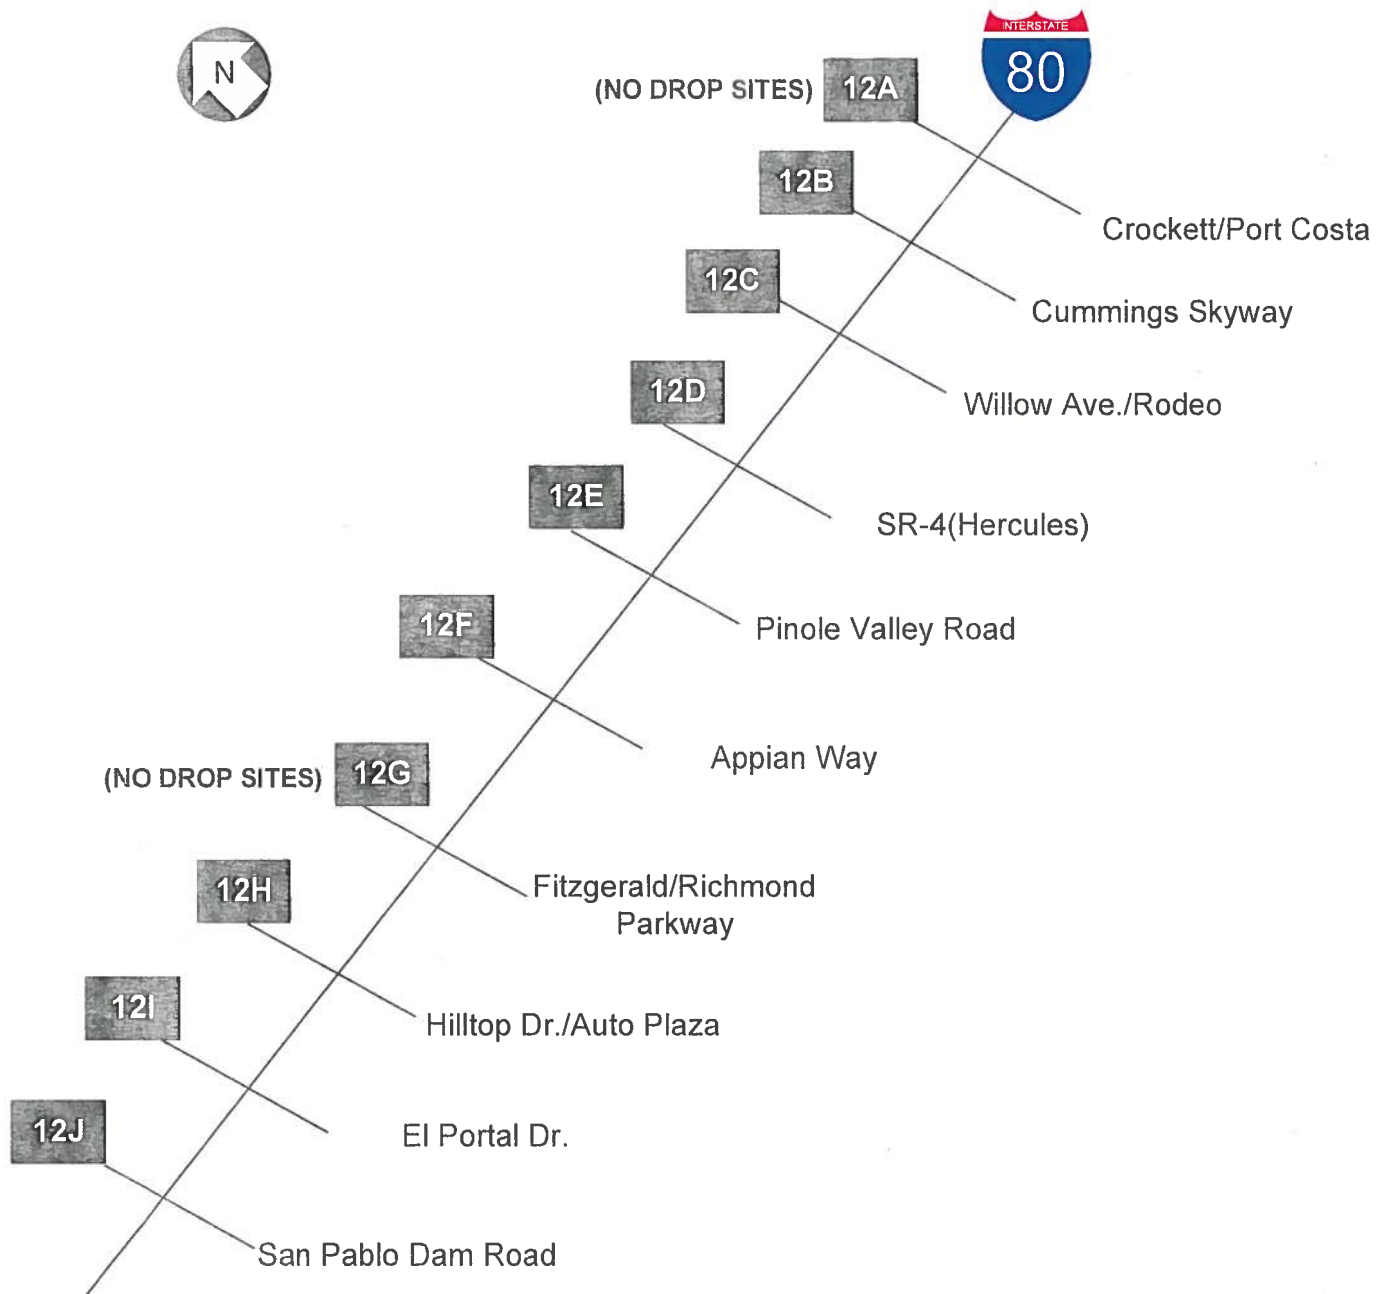 N
INTERSTATE
80
(NO DROP SITES) 12A
Crockett/Port Costa
12B
Cummings Skyway
12C
Willow Ave./Rodeo
12D
SR-4(Hercules)
12E
Pinole Valley Road
12F
Appian Way
(NO DROP SITES) 12G
Fitzgerald/Richmond
Parkway
12H
Hilltop Dr./Auto Plaza
12I
El Portal Dr.
12J
San Pablo Dam Road